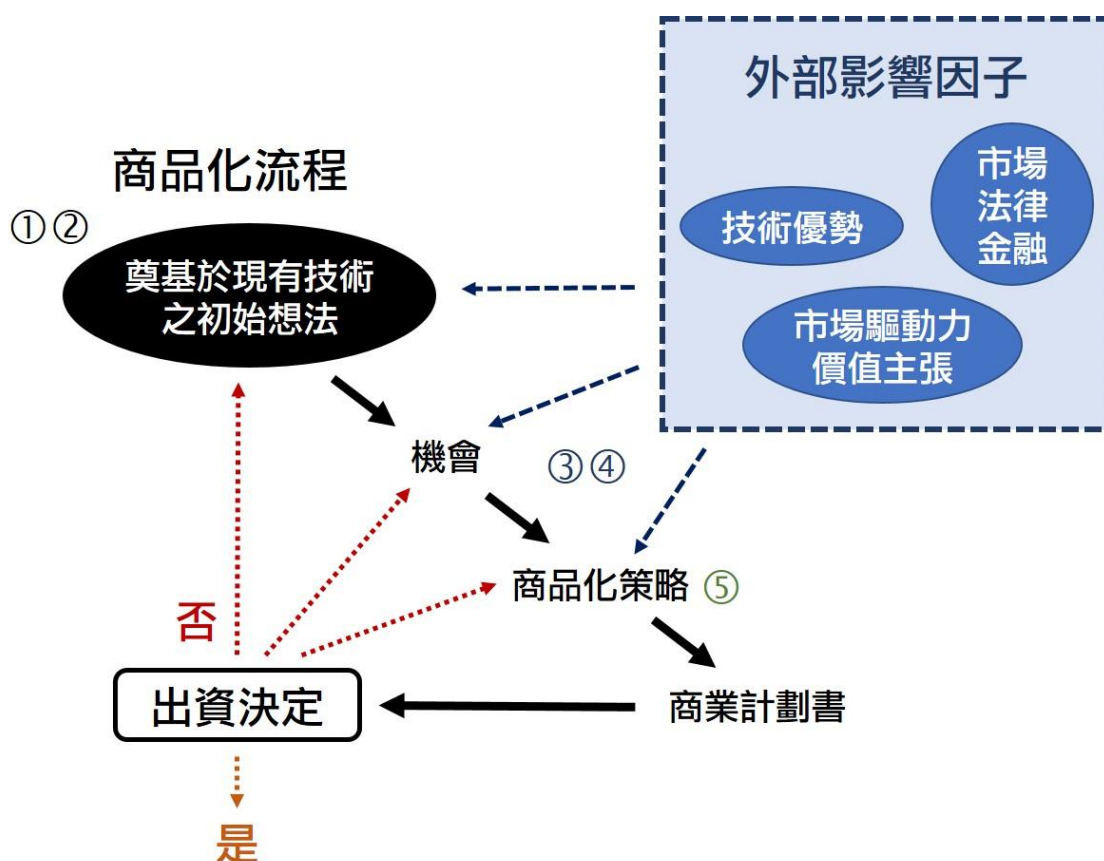 外部影響因子
市場
法律
金融
技術優勢
市場驅動力
價值主張
商品化流程
①②
奠基於現有技術
之初始想法
機會
③④
商品化策略
⑤
否
出資決定
商業計劃書
是